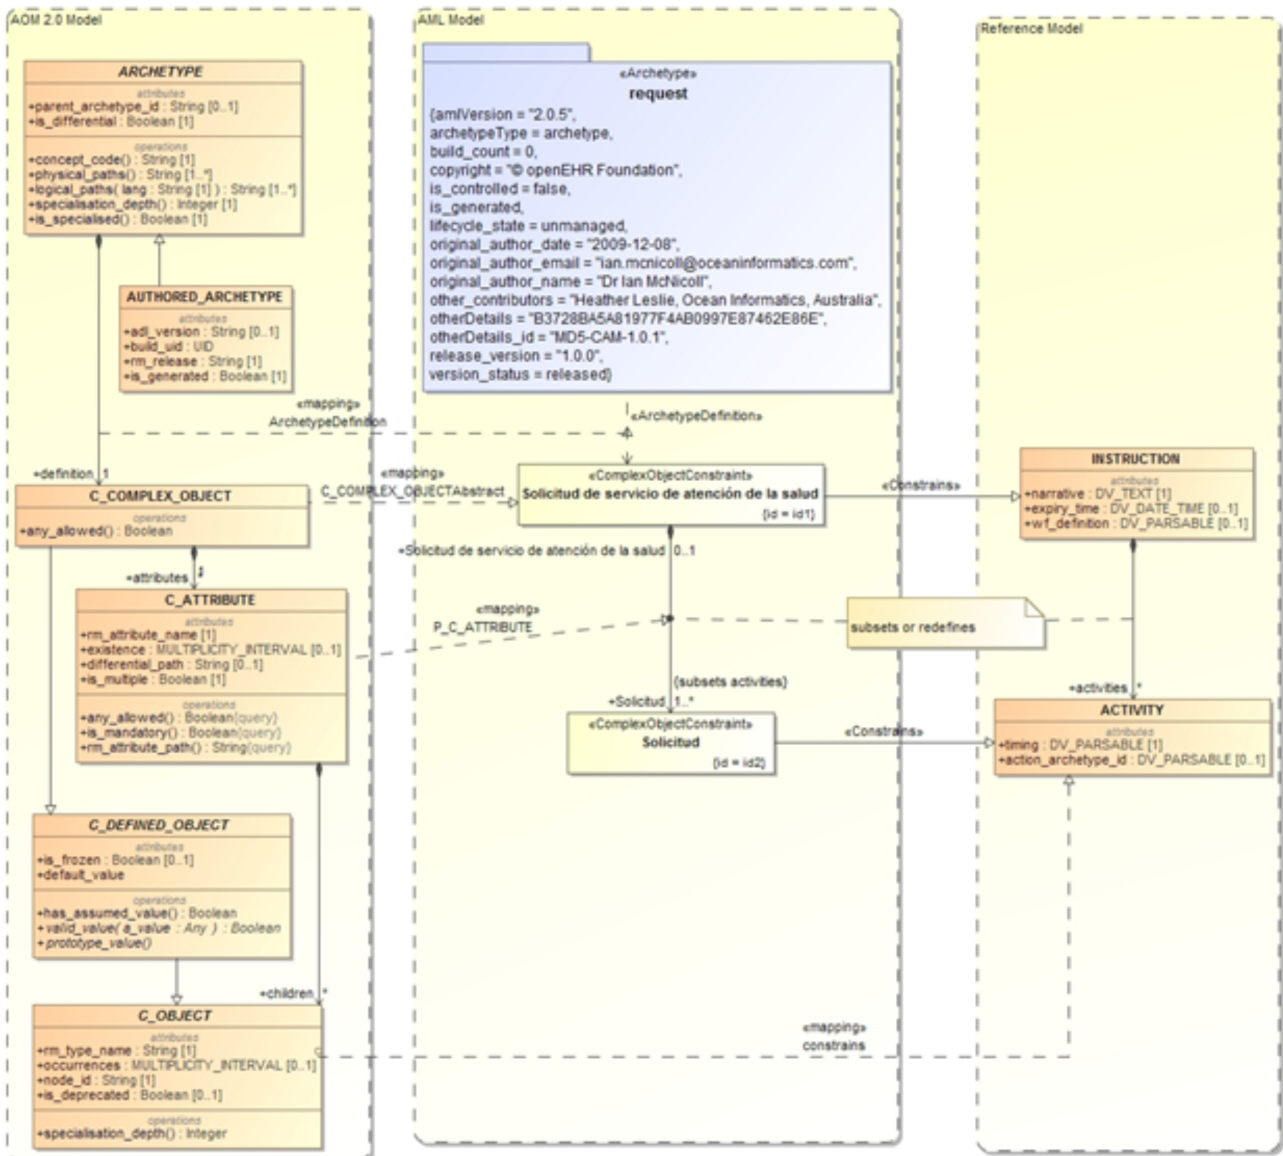 AOM 2.0 Model
ARCHETYPE
attributes
+parent_archetype_id : String [0..1]
+is_differential : Boolean [1]
operations
+concept_code() : String [1]
+physical_paths() : String [1..*]
+logical_paths( lang : String [1] ) : String [1..*]
+specialisation_depth() : Integer [1]
+is_specialised() : Boolean [1]
AUTHORED_ARCHETYPE
attributes
+adl_version : String [0..1]
+build_uid : UID
+rm_release : String [1]
+is_generated : Boolean [1]
«mapping»
ArchetypeDefinition
+definition 1
C_COMPLEX_OBJECT
operations
+any_allowed() : Boolean
«mapping»
C_COMPLEX_OBJECTAbstract
+attributes *
C_ATTRIBUTE
attributes
+rm_attribute_name [1]
+existence : MULTIPLICITY_INTERVAL [0..1]
+differential_path : String [0..1]
+is_multiple : Boolean [1]
operations
+any_allowed() : Boolean{query}
+is_mandatory() : Boolean{query}
+rm_attribute_path() : String{query}
«mapping»
P_C_ATTRIBUTE
C_DEFINED_OBJECT
attributes
+is_frozen : Boolean [0..1]
+default_value
operations
+has_assumed_value() : Boolean
+valid_value( a_value : Any ) : Boolean
+prototype_value()
+children *
C_OBJECT
attributes
+rm_type_name : String [1]
+occurrences : MULTIPLICITY_INTERVAL [0..1]
+node_id : String [1]
+is_deprecated : Boolean [0..1]
operations
+specialisation_depth() : Integer
AML Model
«Archetype»
request
{amlVersion = "2.0.5",
archetypeType = archetype,
build_count = 0,
copyright = "© openEHR Foundation",
is_controlled = false,
is_generated,
lifecycle_state = unmanaged,
original_author_date = "2009-12-08",
original_author_email = "ian.mcnicoll@oceaninformatics.com",
original_author_name = "Dr Ian McNicoll",
other_contributors = "Heather Leslie, Ocean Informatics, Australia",
otherDetails = "B3728BA5A81977F4AB0997E87462E86E",
otherDetails_id = "MD5-CAM-1.0.1",
release_version = "1.0.0",
version_status = released}
«ArchetypeDefinition»
«ComplexObjectConstraint»
Solicitud de servicio de atención de la salud
{id = id1}
+Solicitud de servicio de atención de la salud 0..1
{subsets activities}
+Solicitud 1..*
«ComplexObjectConstraint»
Solicitud
{id = id2}
«Constrains»
«Constrains»
subsets or redefines
«mapping»
constrains
Reference Model
INSTRUCTION
attributes
+narrative : DV_TEXT [1]
+expiry_time : DV_DATE_TIME [0..1]
+wf_definition : DV_PARSABLE [0..1]
+activities *
ACTIVITY
attributes
+timing : DV_PARSABLE [1]
+action_archetype_id : DV_PARSABLE [0..1]